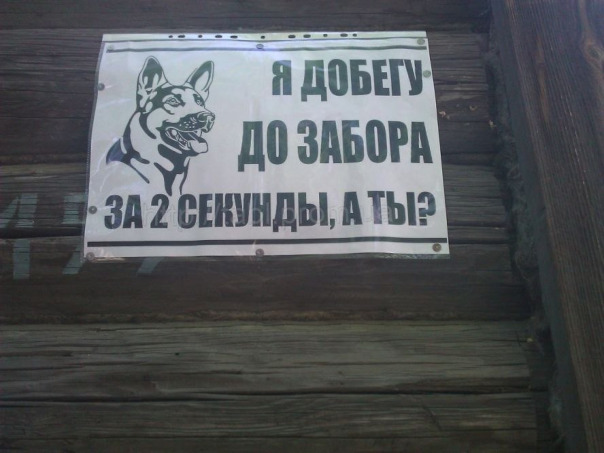 Я ДОБЕГУ
ДО ЗАБОРА
ЗА 2 СЕКУНДЫ, А ТЫ?